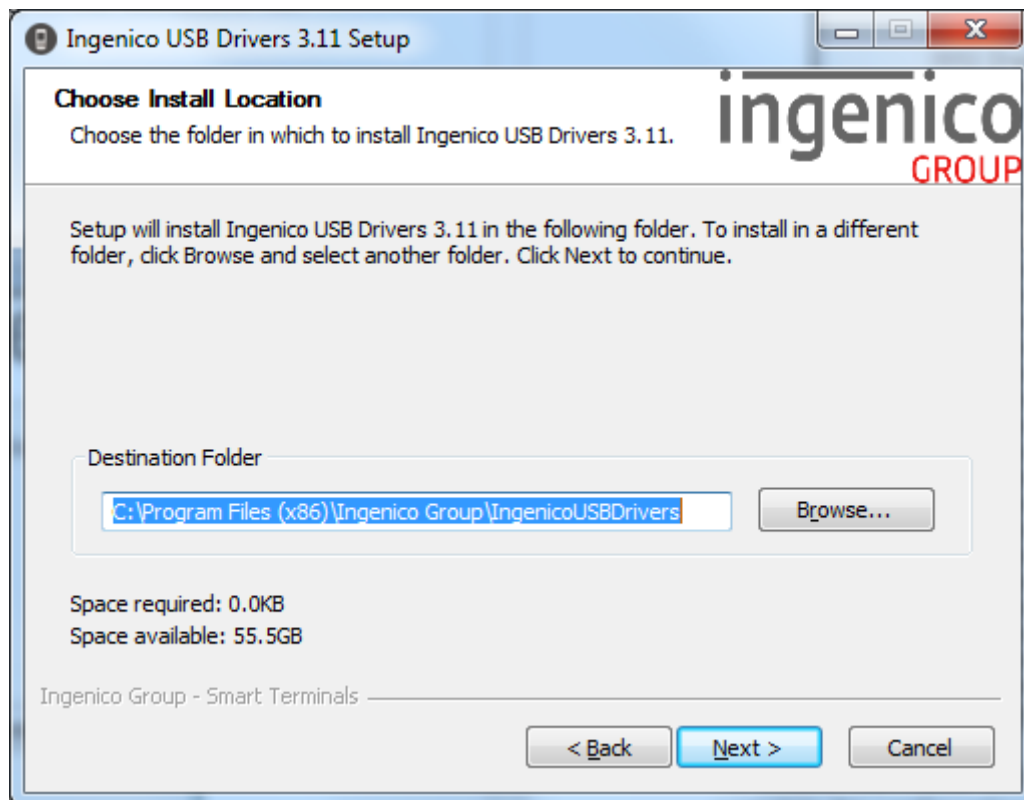 Ingenico USB Drivers 3.11 Setup
Choose Install Location
Choose the folder in which to install Ingenico USB Drivers 3.11.
ingenico
GROUP
Setup will install Ingenico USB Drivers 3.11 in the following folder. To install in a different
folder, click Browse and select another folder. Click Next to continue.
Destination Folder
C:\Program Files (x86)\Ingenico Group\IngenicoUSBDrivers
Browse...
Space required: 0.0KB
Space available: 55.5GB
Ingenico Group - Smart Terminals
< Back
Next >
Cancel